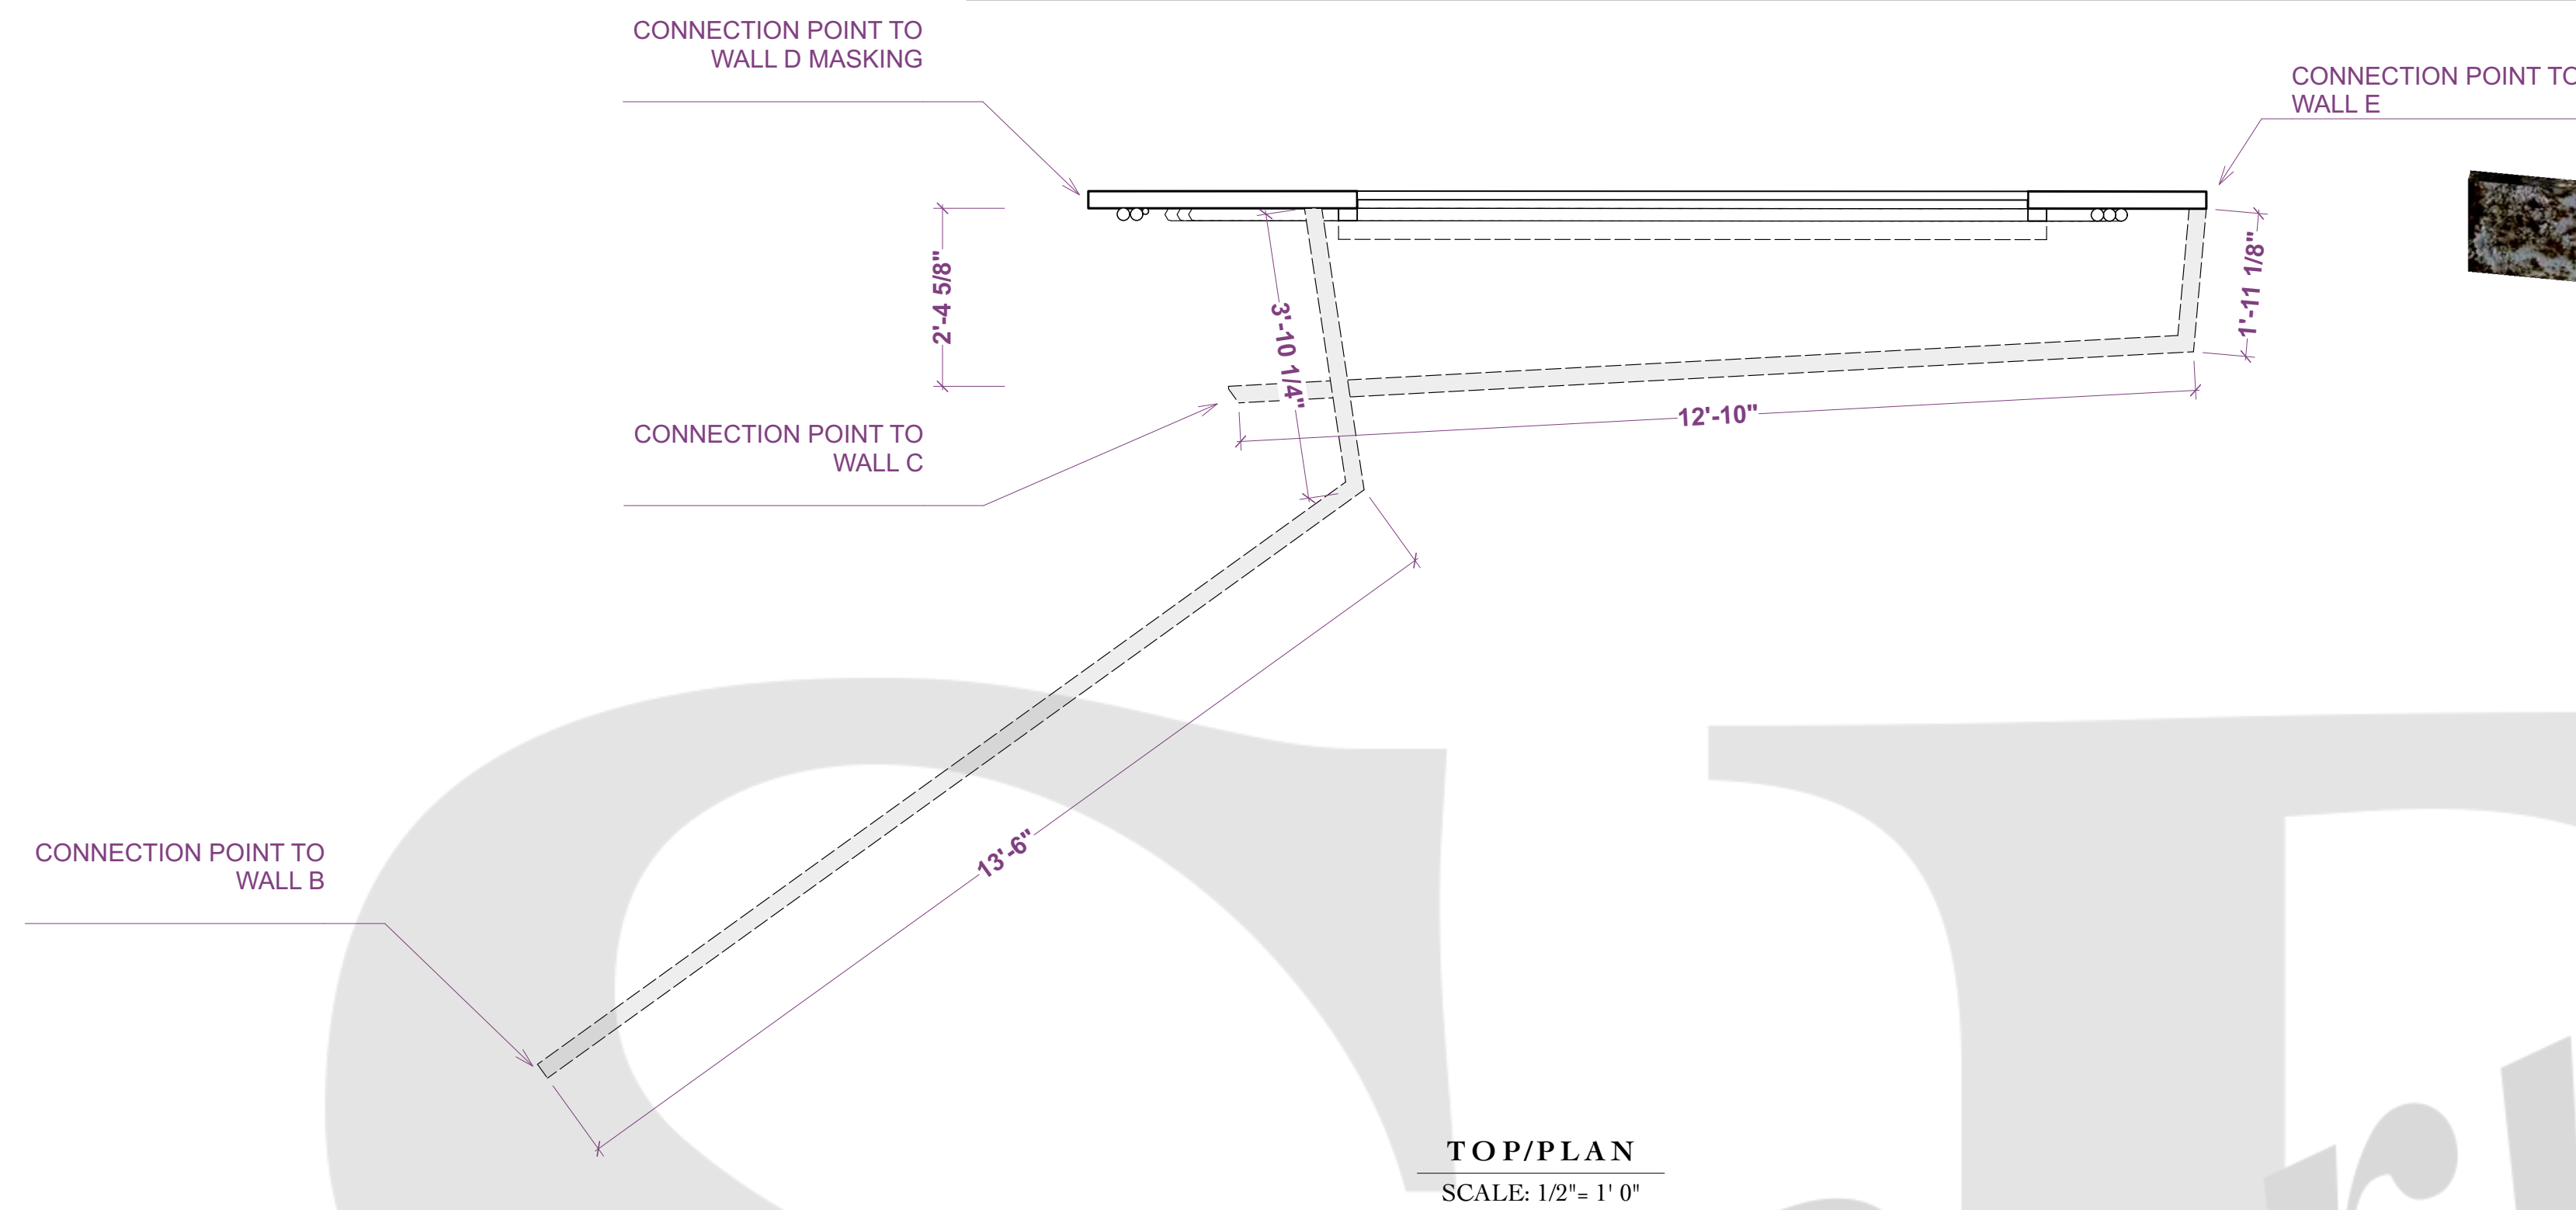 CONNECTION POINT TO
WALL D MASKING
CONNECTION POINT TO
WALL E
2'-4 5/8"
3'-10 1/4"
1'-11 1/8"
12'-10"
CONNECTION POINT TO
WALL C
13'-6"
CONNECTION POINT TO
WALL B
TOP/PLAN
SCALE: 1/2"= 1' 0"